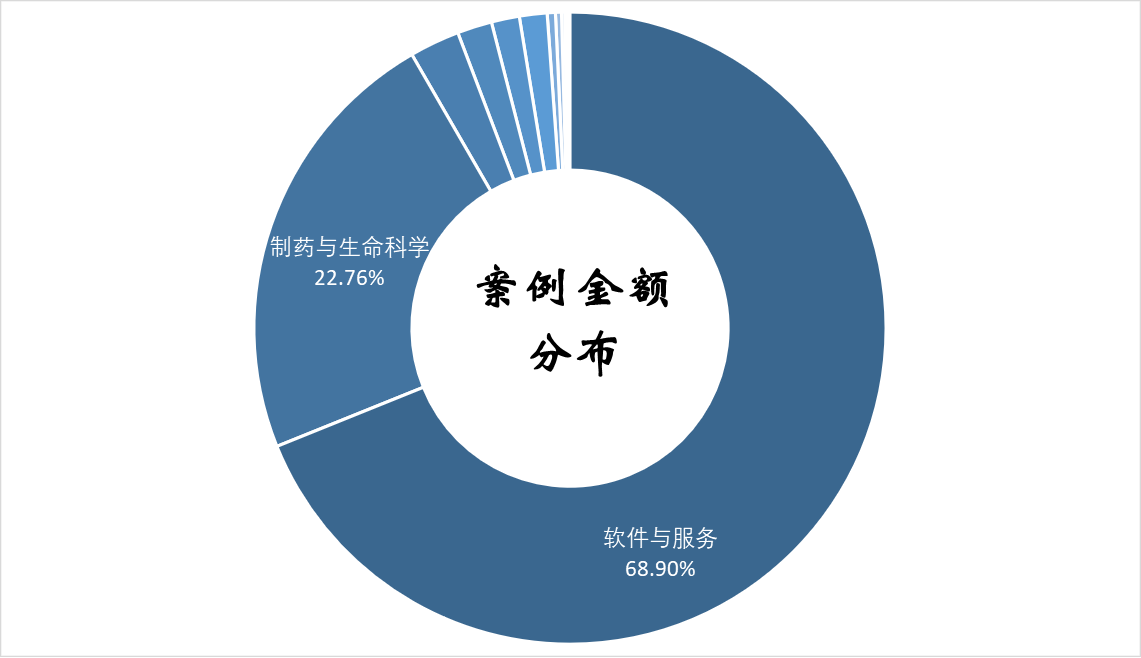 制药与生命科学
22.76%
案例金额
分布
软件与服务
68.90%